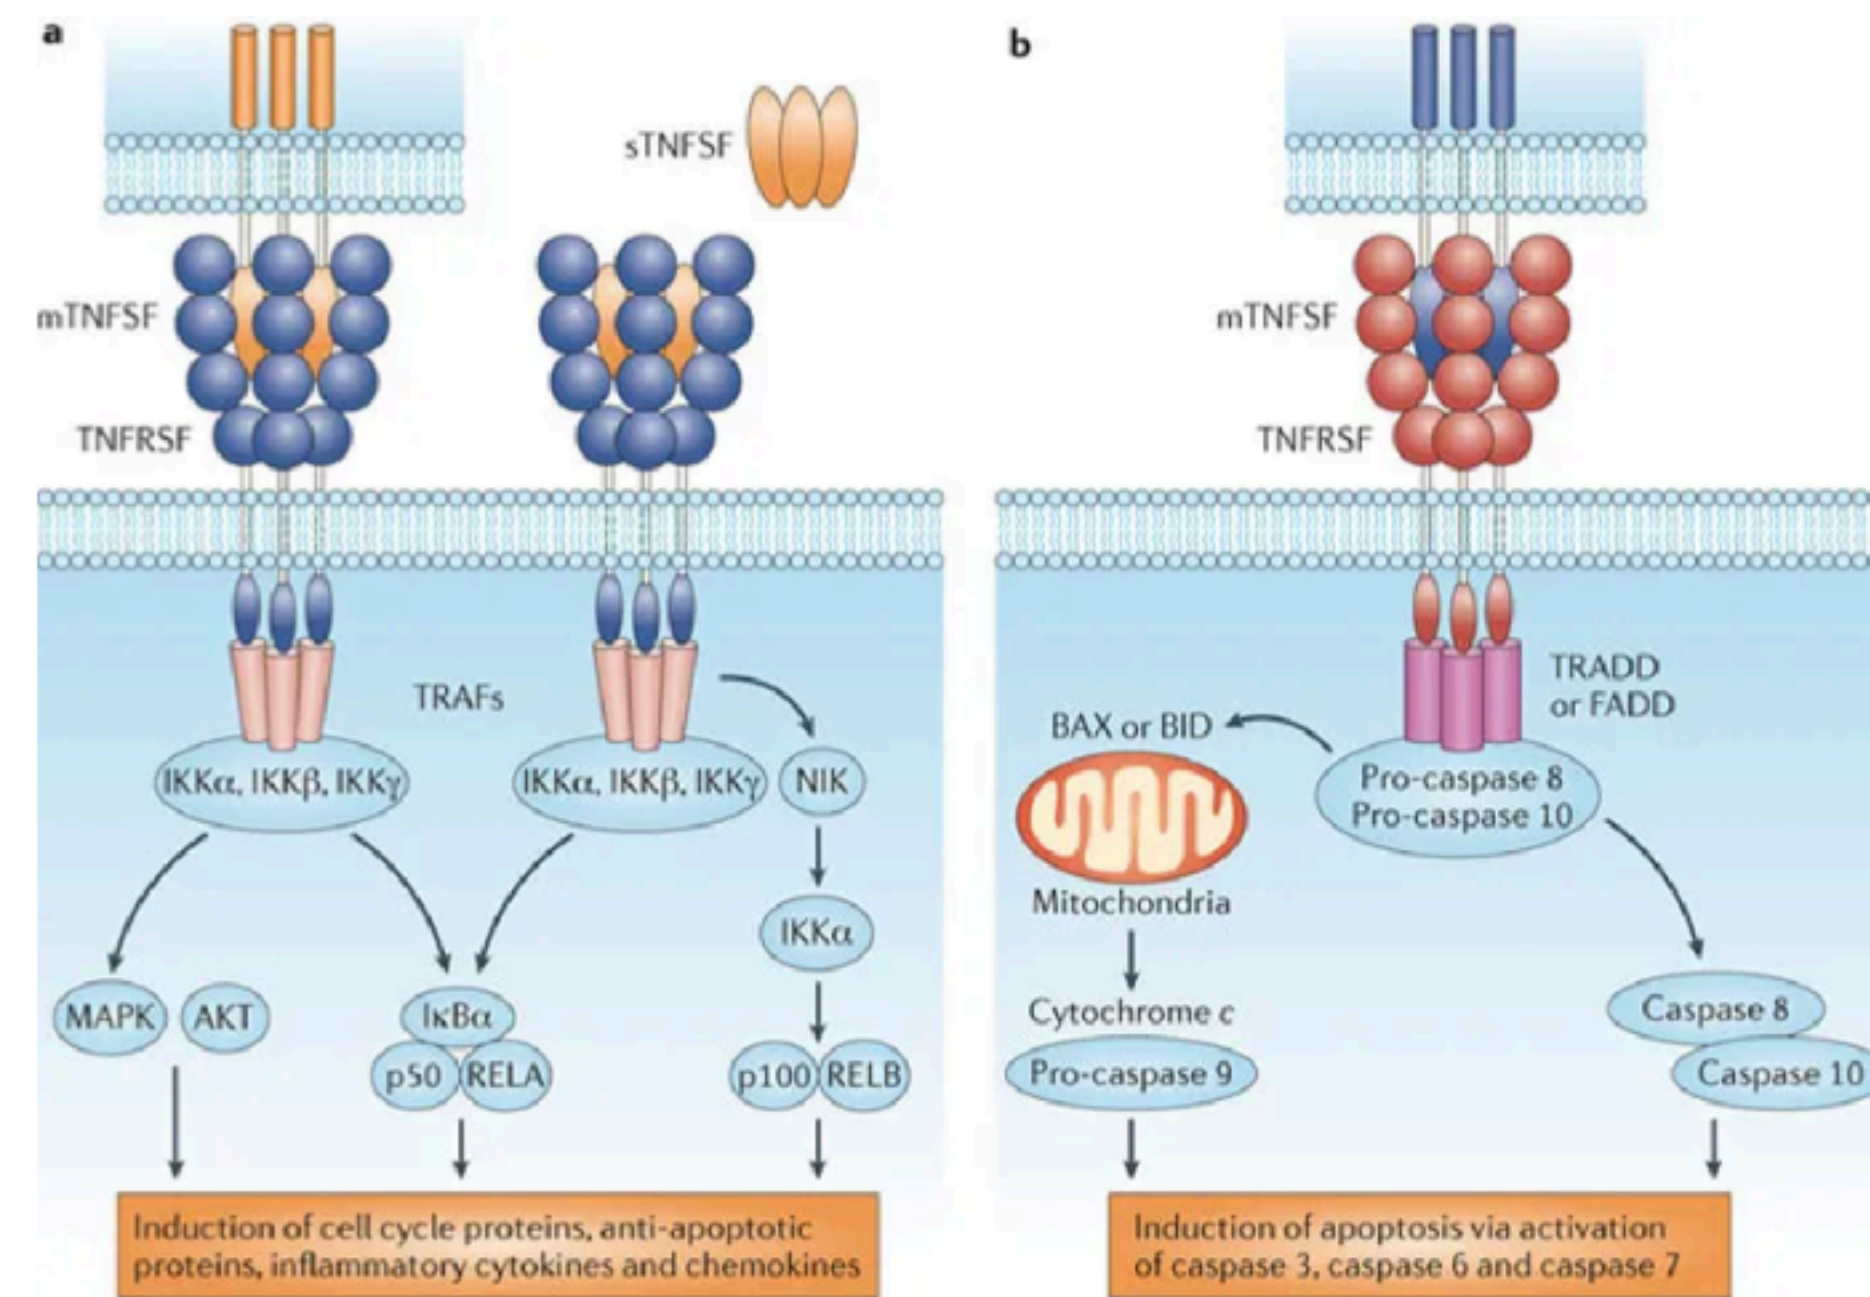 a
sTNFSF
mTNFSF
TNFRSF
TRAFs
IKKα, IKKβ, IKKγ
IKKα, IKKβ, IKKγ
NIK
IKKα
MAPK
AKT
IκBα
p50
RELA
p100
RELB
Induction of cell cycle proteins, anti-apoptotic
proteins, inflammatory cytokines and chemokines
b
mTNFSF
TNFRSF
TRADD
or FADD
BAX or BID
Pro-caspase 8
Pro-caspase 10
Mitochondria
Cytochrome c
Pro-caspase 9
Caspase 8
Caspase 10
Induction of apoptosis via activation
of caspase 3, caspase 6 and caspase 7